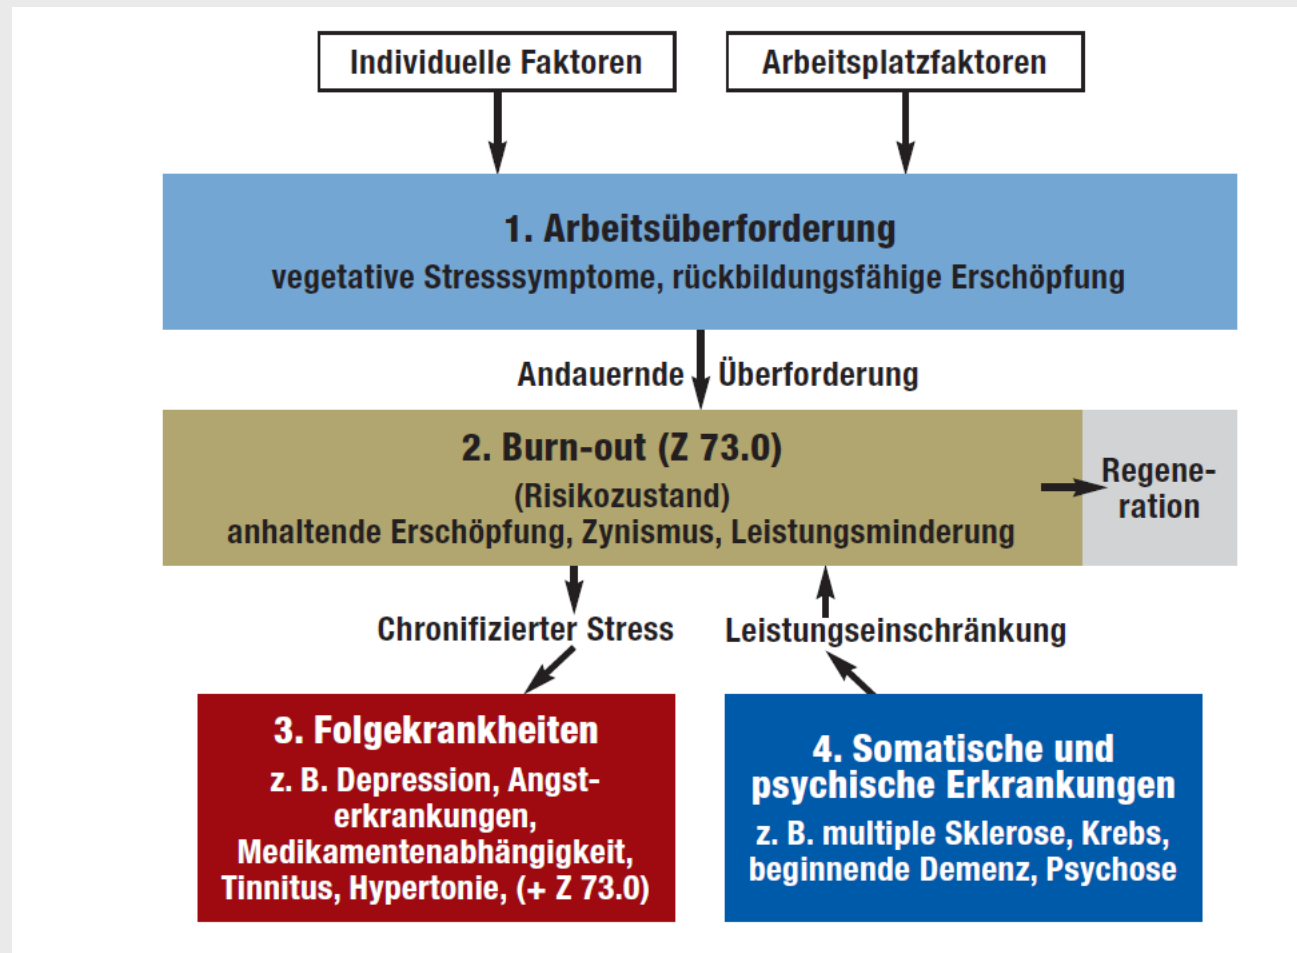 Individuelle Faktoren
Arbeitsplatzfaktoren
1. Arbeitsüberforderung
vegetative Stresssymptome, rückbildungsfähige Erschöpfung
Andauernde Überforderung
2. Burn-out (Z 73.0)
(Risikozustand)
anhaltende Erschöpfung, Zynismus, Leistungsminderung
Regene-
ration
Chronifizierter Stress
Leistungseinschränkung
3. Folgekrankheiten
z. B. Depression, Angst-
erkrankungen,
Medikamentenabhängigkeit,
Tinnitus, Hypertonie, (+ Z 73.0)
4. Somatische und
psychische Erkrankungen
z. B. multiple Sklerose, Krebs,
beginnende Demenz, Psychose